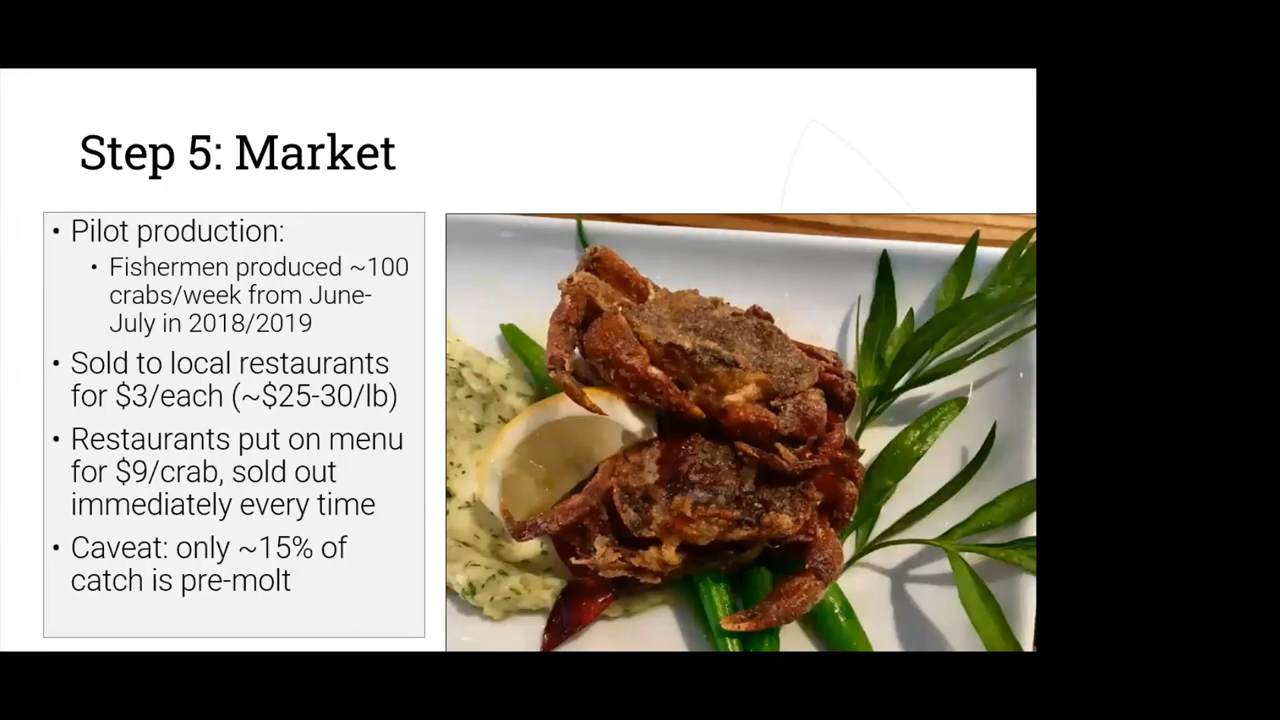 Step 5: Market
• Pilot production:
• Fishermen produced ~100
crabs/week from June-
July in 2018/2019
• Sold to local restaurants
for $3/each (~$25-30/lb)
• Restaurants put on menu
for $9/crab, sold out
immediately every time
• Caveat: only ~15% of
catch is pre-molt